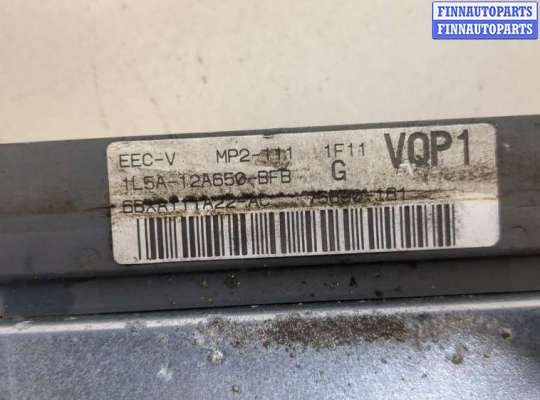 FINNAUTOPARTS
FINNAUTOPARTS
EEC-V MP2-111 1F11 VQP1
1L5A-12A650-BFB G